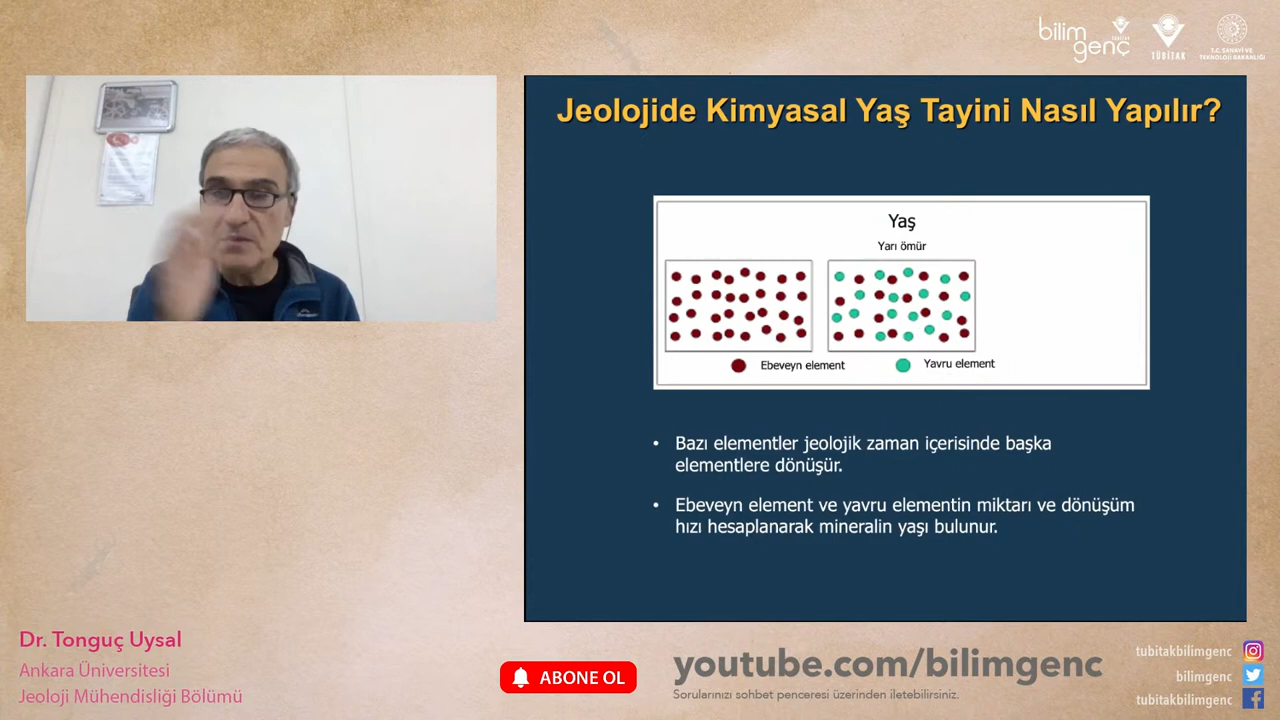 bilim
genç
TÜBİTAK
TÜBİTAK
T.C. SANAYİ VE
TEKNOLOJİ BAKANLIĞI
Jeolojide Kimyasal Yaş Tayini Nasıl Yapılır?
Yaş
Yarı ömür
Ebeveyn element
Yavru element
• Bazı elementler jeolojik zaman içerisinde başka
elementlere dönüşür.
• Ebeveyn element ve yavru elementin miktarı ve dönüşüm
hızı hesaplanarak mineralin yaşı bulunur.
Dr. Tonguç Uysal
Ankara Üniversitesi
Jeoloji Mühendisliği Bölümü
ABONE OL
youtube.com/bilimgenc
Sorularınızı sohbet penceresi üzerinden iletebilirsiniz.
tubitakbilimgenc
bilimgenc
tubitakbilimgenc